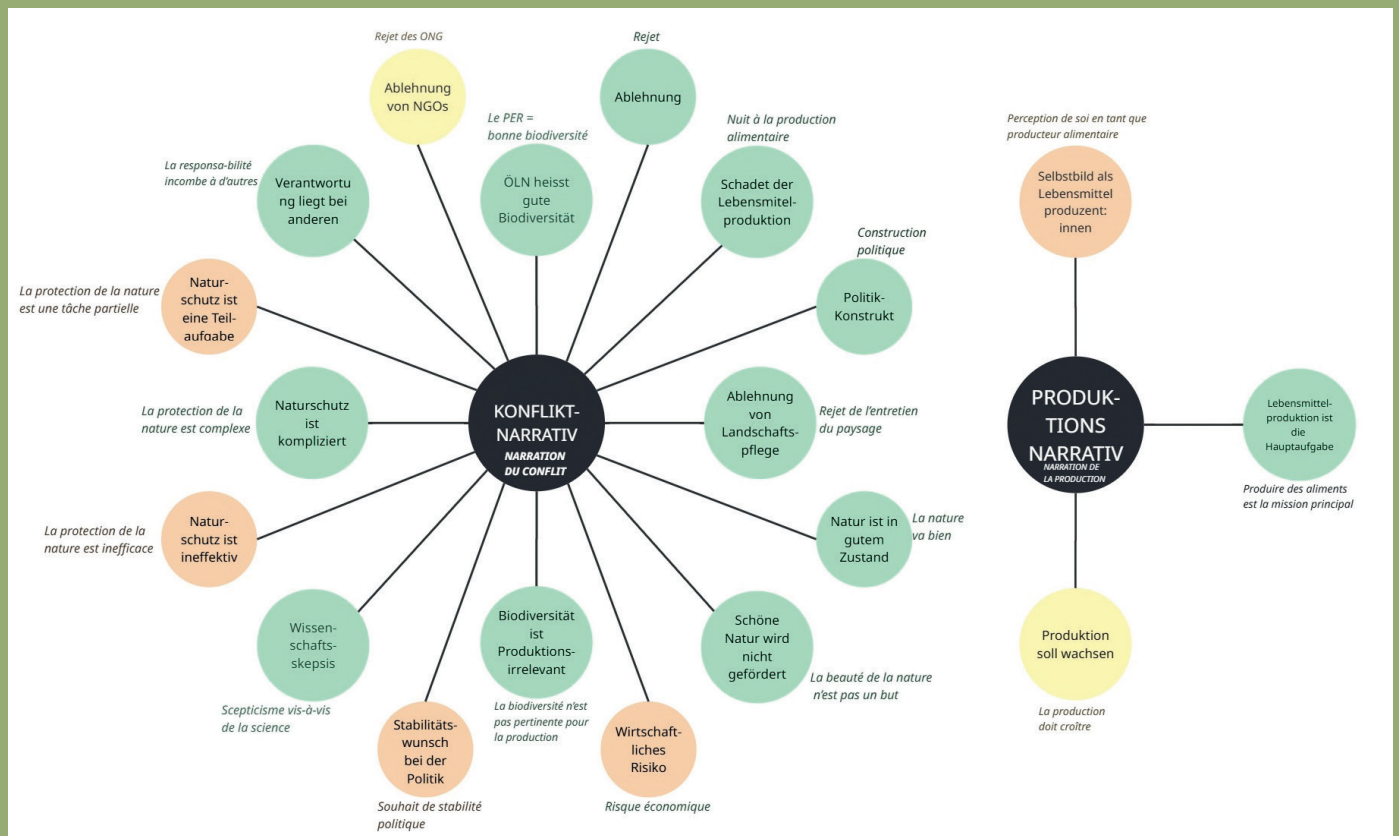 Rejet des ONG
Ablehnung
von NGOs
Rejet
Ablehnung
Le PER =
bonne biodiversité
ÖLN heisst
gute
Biodiversität
Nuit à la production
alimentaire
Schadet der
Lebensmitel-
produktion
La responsa-bilité
incombe à d'autres
Verantwortu
ng liegt bei
anderen
Construction
politique
Politik-
Konstrukt
La protection de la nature
est une tâche partielle
Natur-
schutz ist
eine Teil-
aufgabe
La protection de la
nature est complexe
Naturschutz
ist
kompliziert
KONFLIKT-
NARRATIV
NARRATION
DU CONFLIT
Ablehnung
von
Landschafts-
pflege
Rejet de l'entretien
du paysage
La protection de la
nature est inefficace
Natur-
schutz ist
ineffektiv
Natur ist in
gutem
Zustand
La nature
va bien
Wissen-
schafts-
skepsis
Scepticisme vis-à-vis
de la science
Biodiversität
ist
Produktions-
irrelevant
La biodiversité n'est
pas pertinente pour
la production
Schöne
Natur wird
nicht
gefördert
La beauté de la nature
n'est pas un but
Stabilitäts-
wunsch
bei der
Politik
Souhait de stabilité
politique
Wirtschaft-
liches
Risiko
Risque économique
Perception de soi en tant que
producteur alimentaire
Selbstbild als
Lebensmittel
produzent:
innen
PRODUK-
TIONS
NARRATIV
NARRATION DE
LA PRODUCTION
Lebensmittel-
produktion ist
die
Hauptaufgabe
Produire des aliments
est la mission principal
Produktion
soll wachsen
La production
doit croître